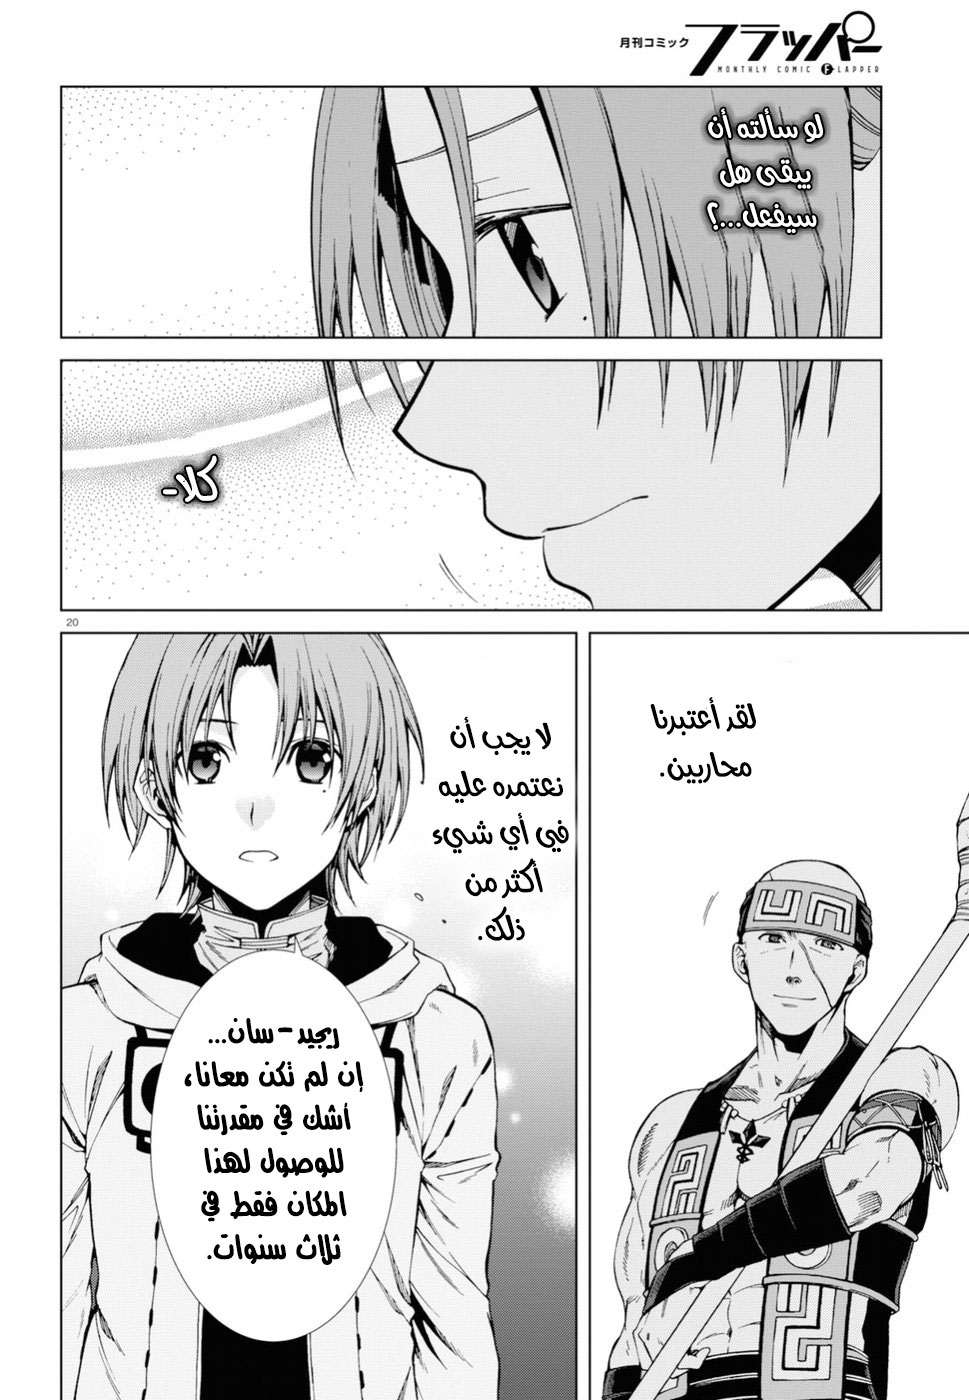 月刊コミック フラッパー
MONTHLY COMIC FLAPPER
لو سألته أن
يبقى هل
سيفعل...؟
كلا-
20
لقد أعتبرنا
محاربين.
لا يجب أن
نعتمده عليه
في أي شيء
أكثر من
ذلك.
ريجيد-سان...
إن لم تكن معانا،
أشك في مقدرتنا
للوصول لهذا
المكان فقط في
ثلاث سنوات.